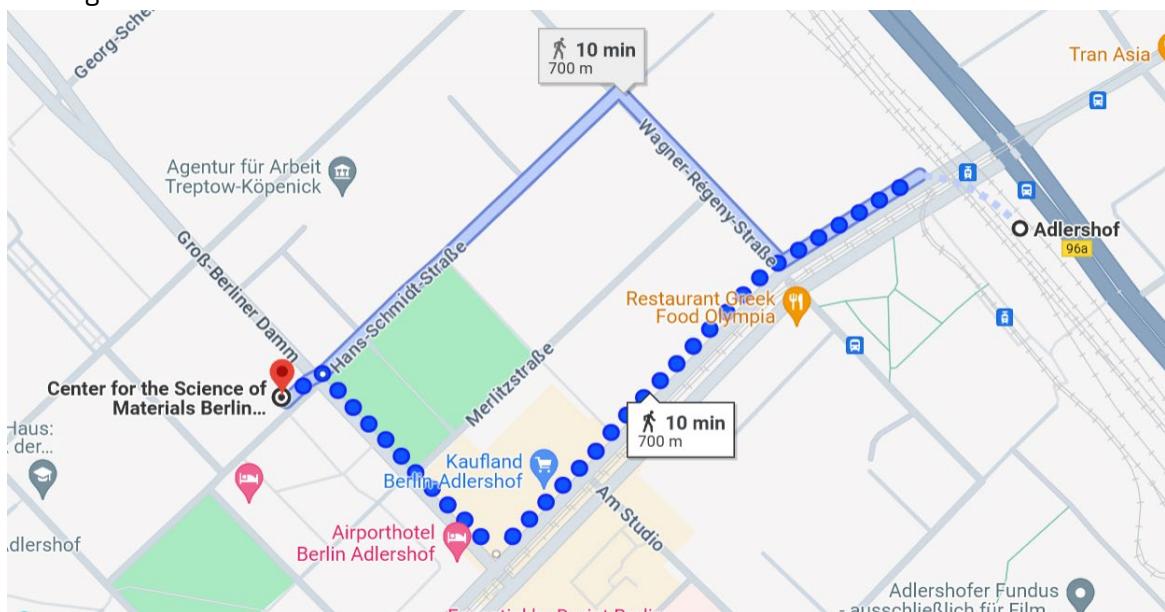 Georg-Sche
10 min
700 m
Tran Asia
Wagner-Régeny-Straße
Agentur für Arbeit
Treptow-Köpenick
Groß-Berliner Damm
Hans-Schmidt-Straße
Adlershof
96a
Restaurant Greek
Food Olympia
Merlitzstraße
Center for the Science of
Materials Berlin...
10 min
700 m
Haus:
der...
Kaufland
Berlin-Adlershof
Am Studio
Airporthotel
Berlin Adlershof
dlershof
Adlershofer Fundus
- ausschließlich für Film